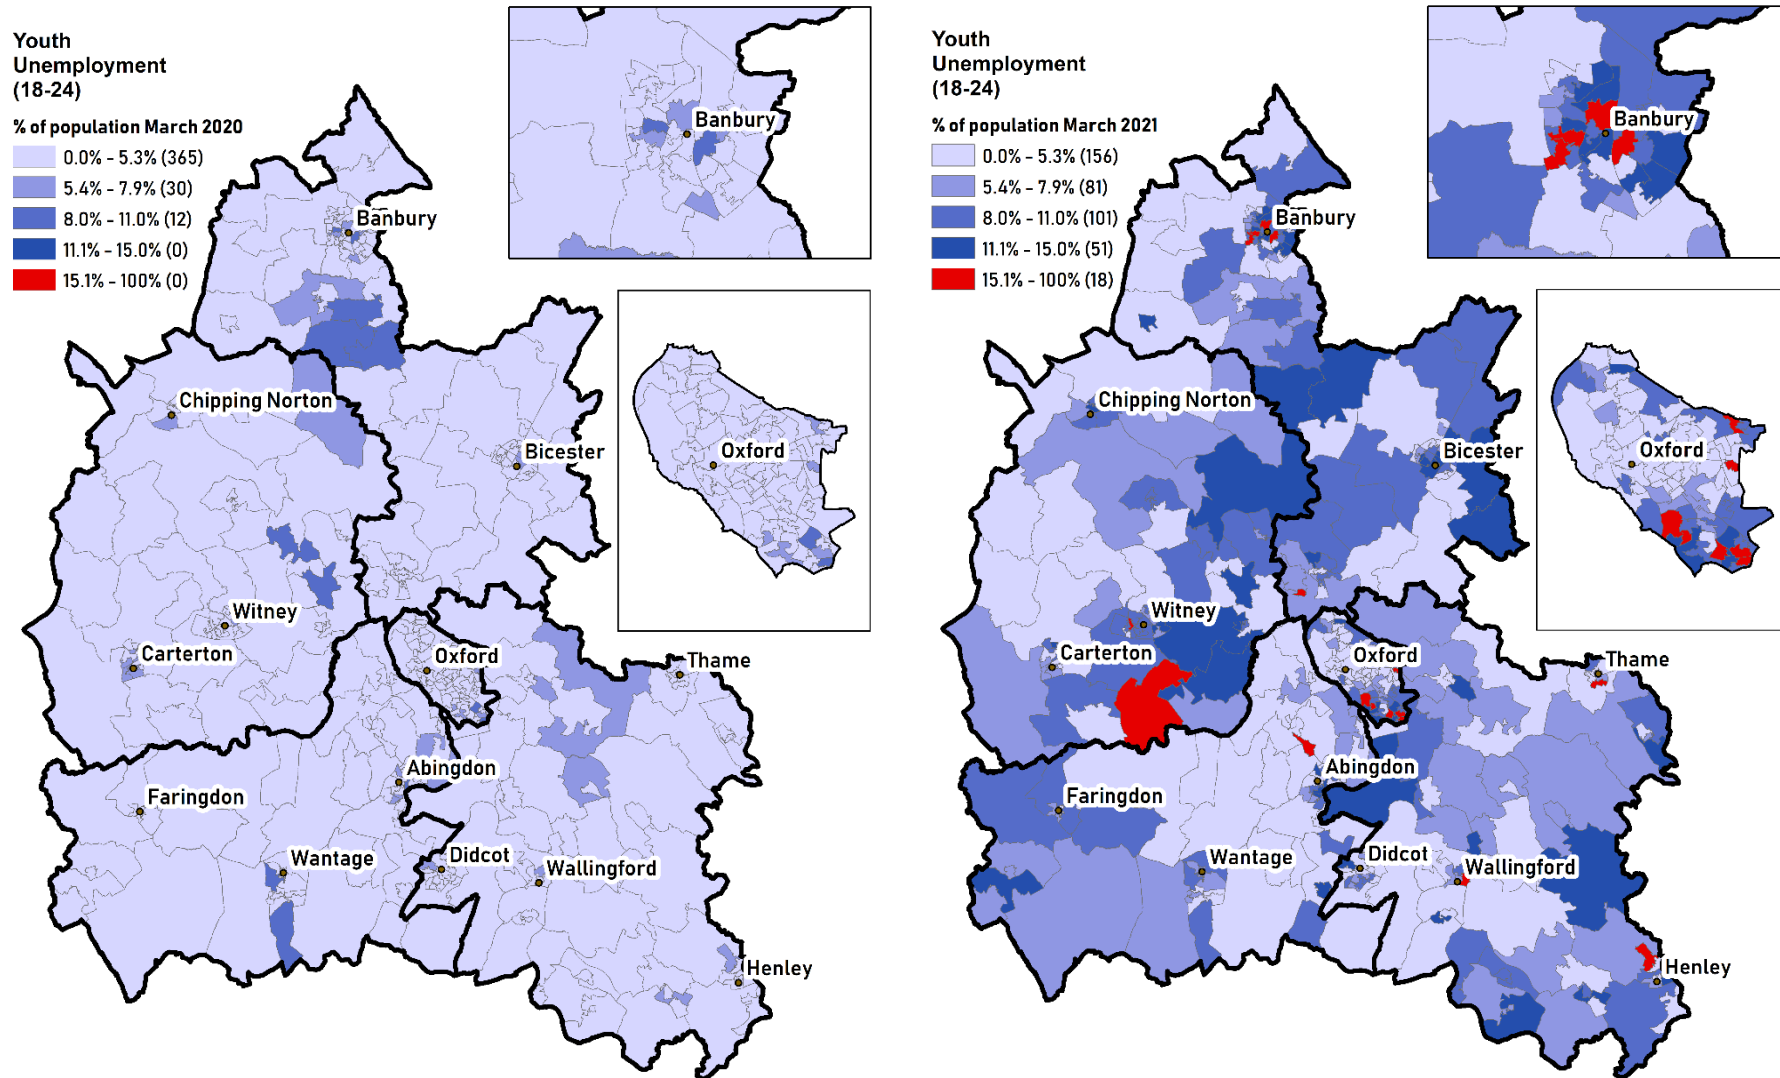 Youth
Unemployment
(18-24)
% of population March 2020
0.0% - 5.3% (365)
5.4% - 7.9% (30)
8.0% - 11.0% (12)
11.1% - 15.0% (0)
15.1% - 100% (0)
Banbury
Banbury
Chipping Norton
Bicester
Oxford
Witney
Carterton
Oxford
Thame
Abingdon
Faringdon
Wantage
Didcot
Wallingford
Henley
Youth
Unemployment
(18-24)
% of population March 2021
0.0% - 5.3% (156)
5.4% - 7.9% (81)
8.0% - 11.0% (101)
11.1% - 15.0% (51)
15.1% - 100% (18)
Banbury
Banbury
Chipping Norton
Bicester
Oxford
Witney
Carterton
Oxford
Thame
Abingdon
Faringdon
Wantage
Didcot
Wallingford
Henley